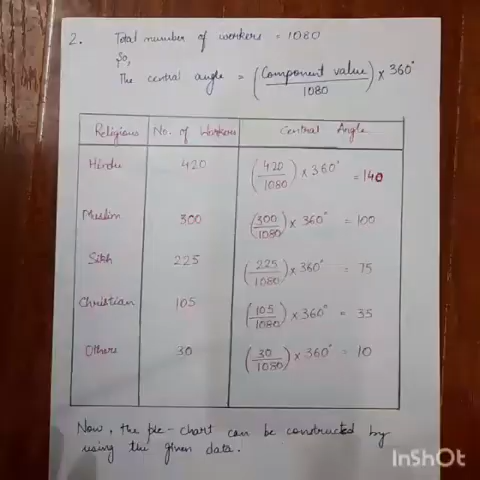 2. Total number of workers = 1080
So,
The central angle = (Component value / 1080) × 360°
Religious No. of Workers Central Angle
Hindu 420 (420 / 1080) × 360° = 140
Muslim 300 (300 / 1080) × 360° = 100
Sikh 225 (225 / 1080) × 360° = 75
Christian 105 (105 / 1080) × 360° = 35
Others 30 (30 / 1080) × 360° = 10
Now, the pie-chart can be constructed by
using the given data.
InShOt